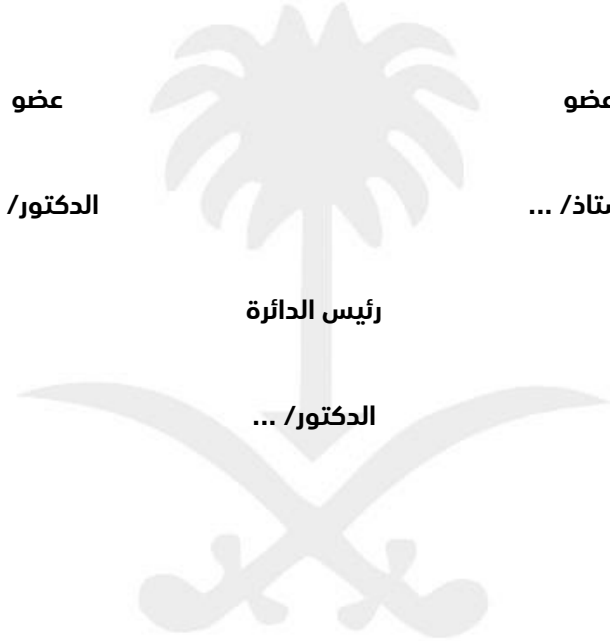 عضو عضو
ستاذ/ ... الدكتور/
رئيس الدائرة
الدكتور/ ...